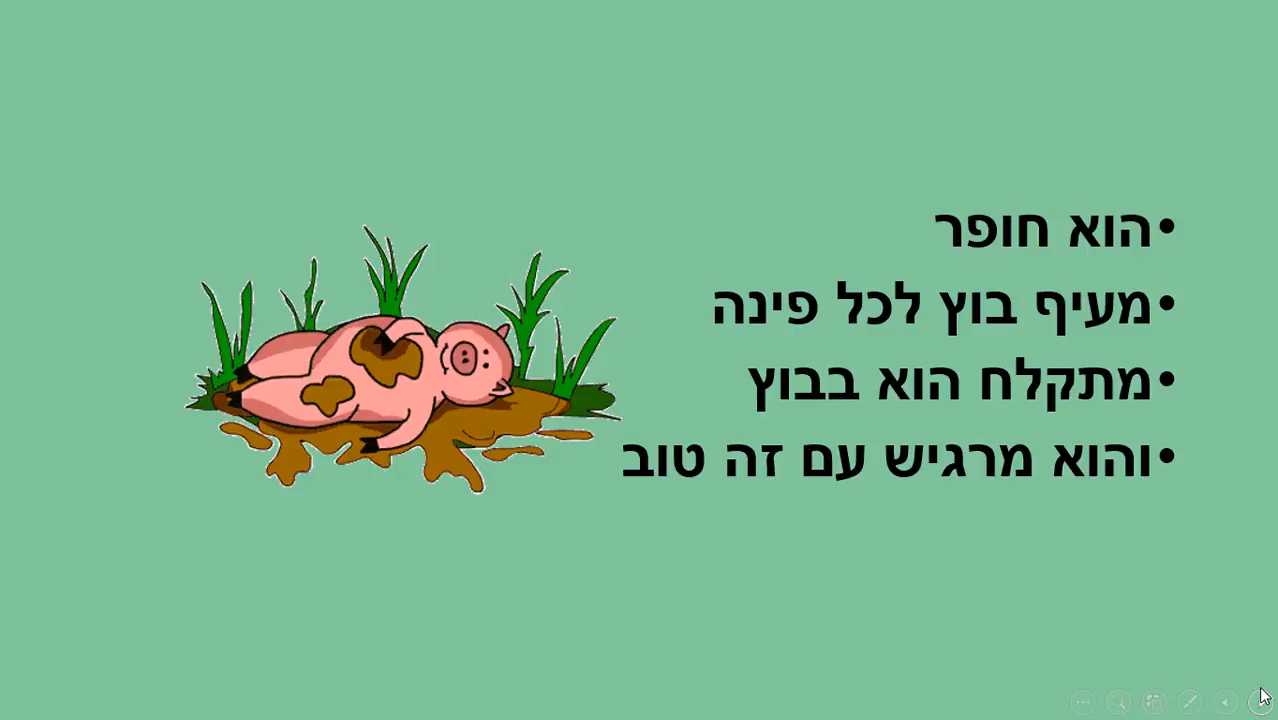 •הוא חופר
•מעיף בוץ לכל פינה
•מתקלח הוא בבוץ
•והוא מרגיש עם זה טוב